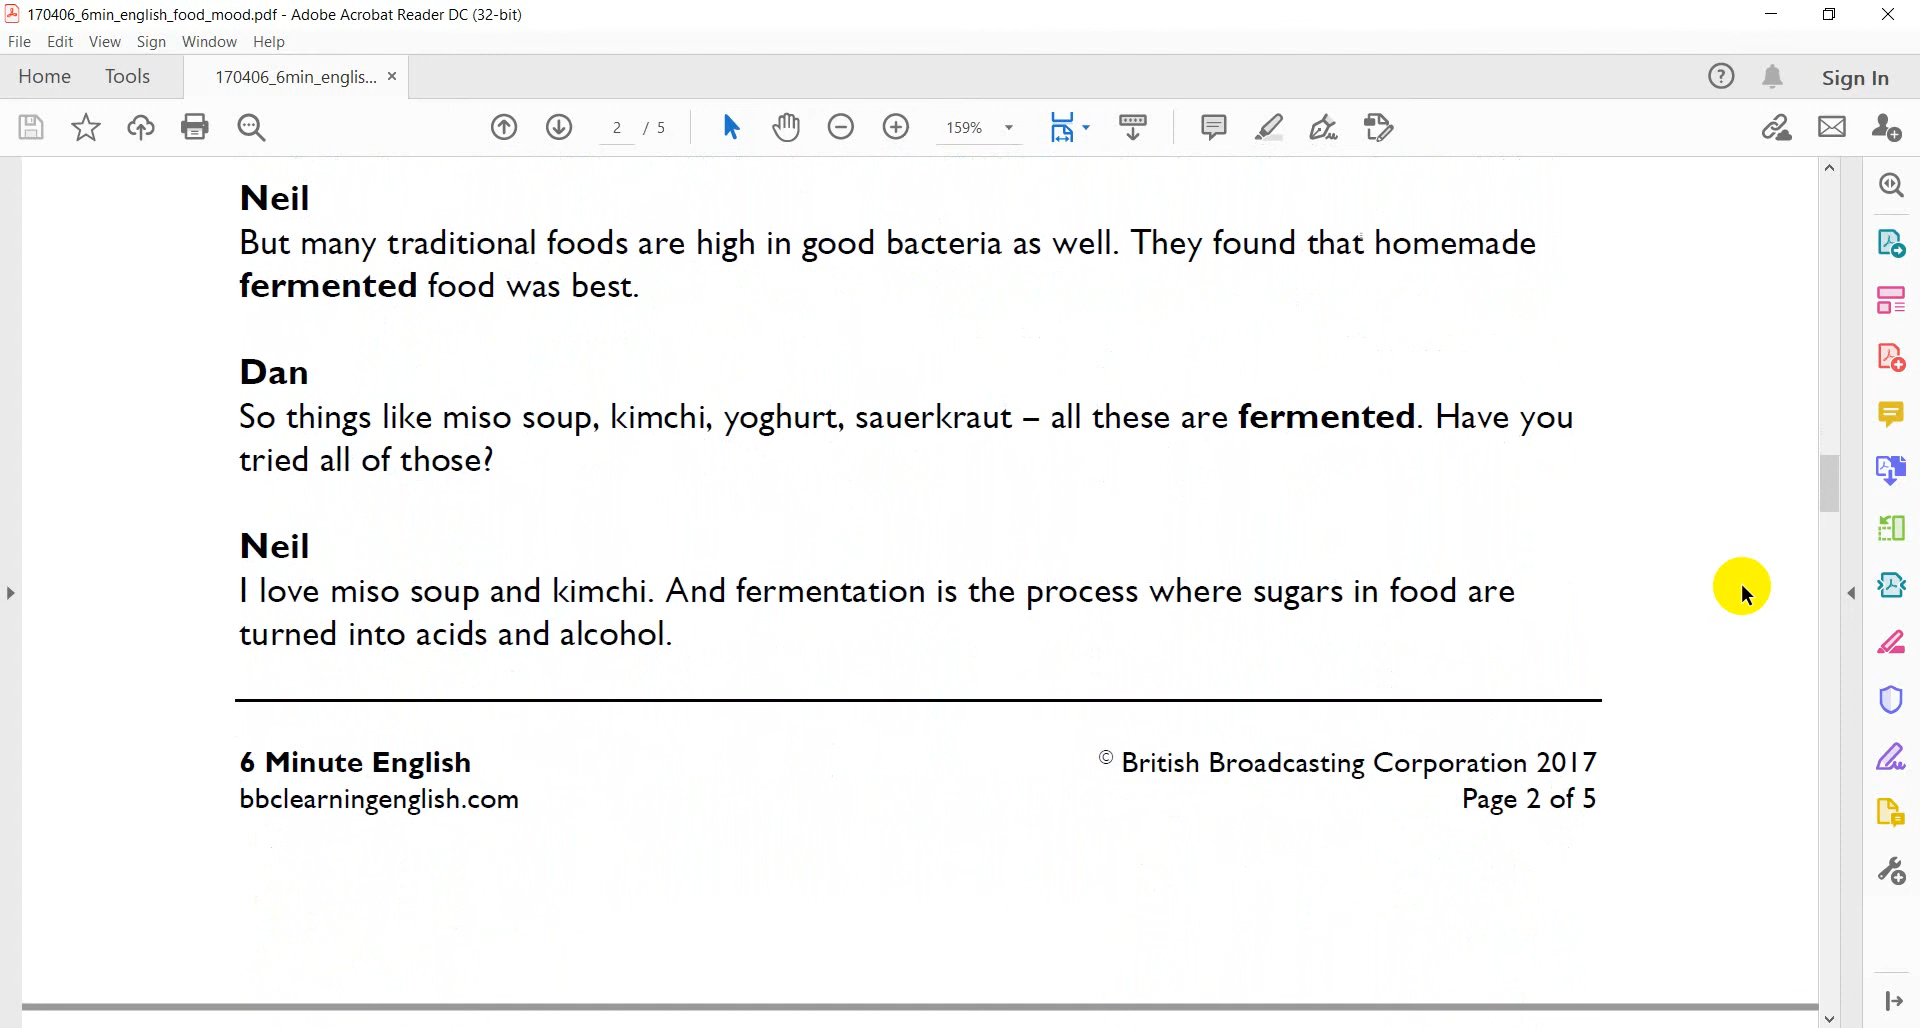 170406_6min_english_food_mood.pdf - Adobe Acrobat Reader DC (32-bit)
File Edit View Sign Window Help
Home Tools 170406_6min_englis... × Sign In
2 / 5 159%
Neil
But many traditional foods are high in good bacteria as well. They found that homemade
fermented food was best.
Dan
So things like miso soup, kimchi, yoghurt, sauerkraut – all these are fermented. Have you
tried all of those?
Neil
I love miso soup and kimchi. And fermentation is the process where sugars in food are
turned into acids and alcohol.
6 Minute English © British Broadcasting Corporation 2017
bbclearningenglish.com Page 2 of 5